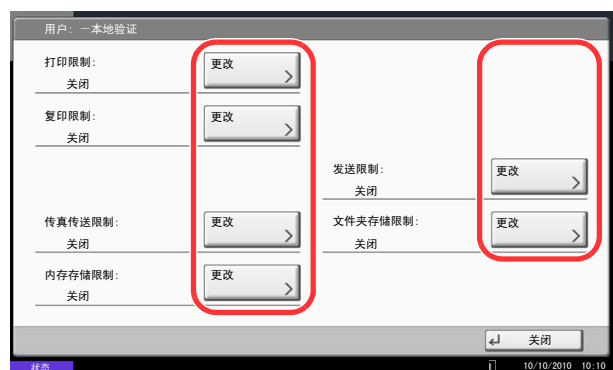 用户: －本地验证
打印限制:
关闭
更改
复印限制:
关闭
更改
发送限制:
关闭
更改
传真传送限制:
关闭
更改
文件夹存储限制:
关闭
更改
内存存储限制:
关闭
更改
关闭
状态
10/10/2010 10:10